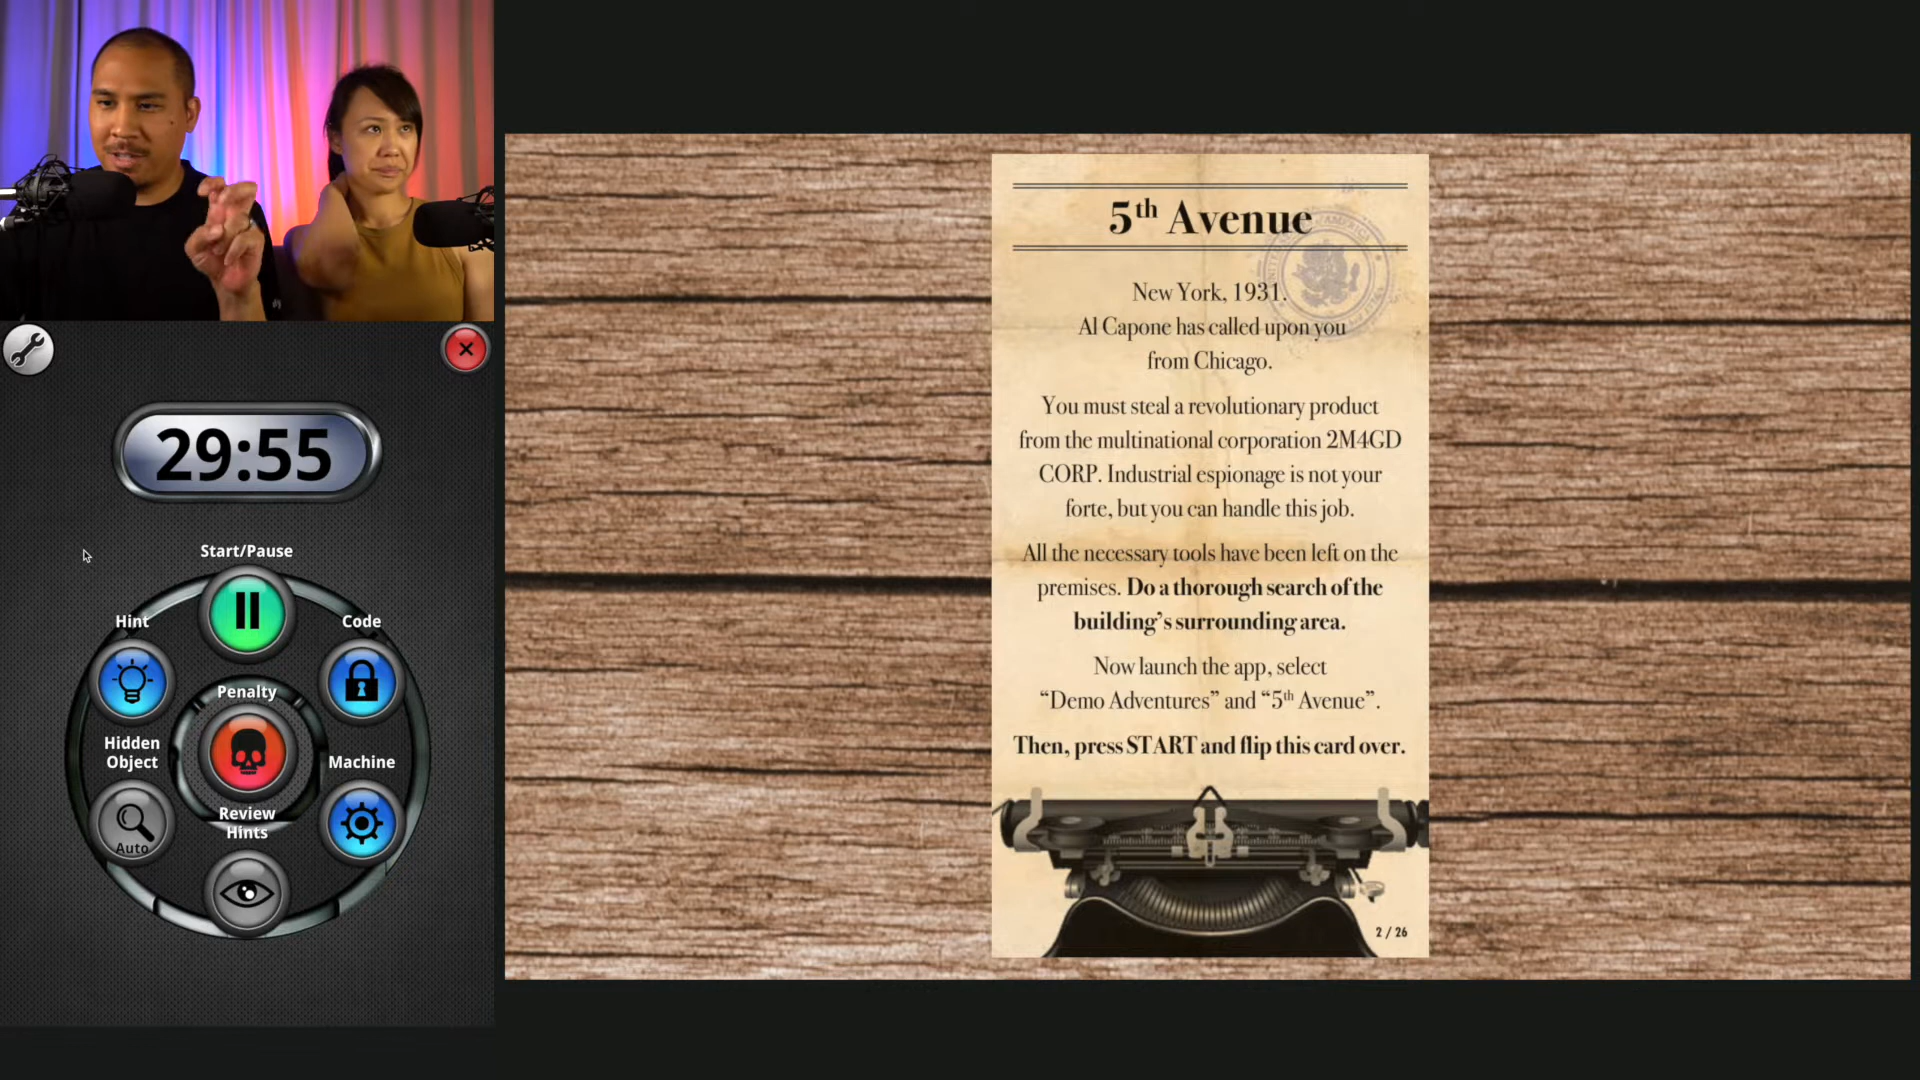 29:55
Start/Pause
Hint
Code
Penalty
Hidden
Object
Machine
Review
Hints
Auto
5th Avenue
New York, 1931.
Al Capone has called upon you
from Chicago.
You must steal a revolutionary product
from the multinational corporation 2M4GD
CORP. Industrial espionage is not your
forte, but you can handle this job.
All the necessary tools have been left on the
premises. Do a thorough search of the
building's surrounding area.
Now launch the app, select
“Demo Adventures” and “5th Avenue”.
Then, press START and flip this card over.
2 / 26